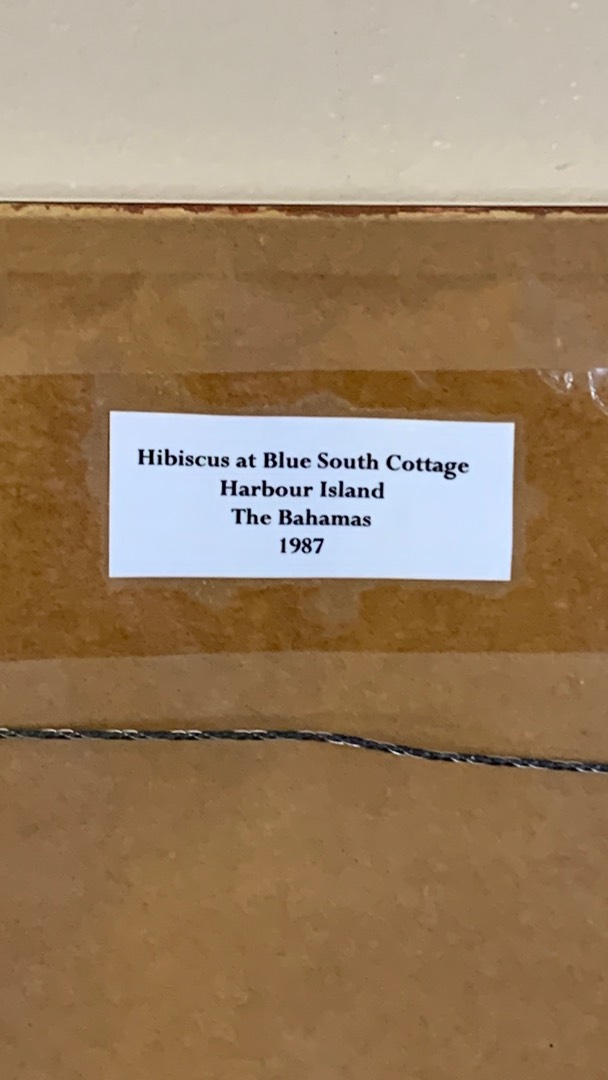 Hibiscus at Blue South Cottage
Harbour Island
The Bahamas
1987